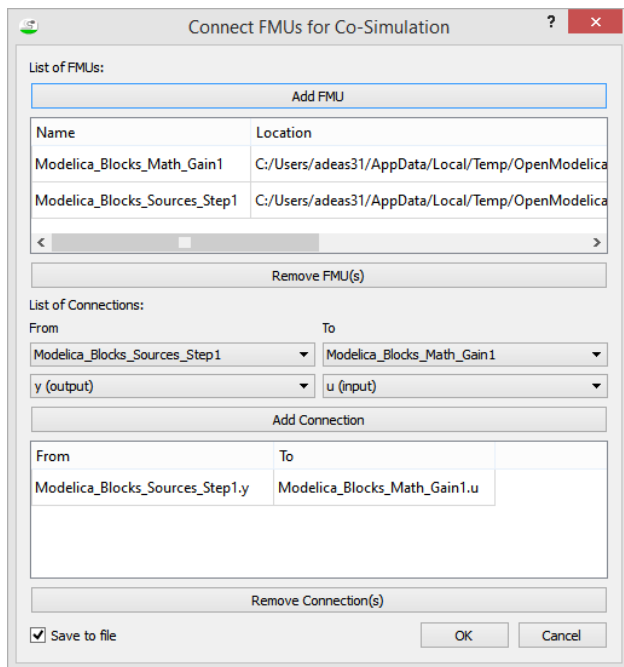 Connect FMUs for Co-Simulation ? ×
List of FMUs:
Add FMU
Name Location
Modelica_Blocks_Math_Gain1 C:/Users/adeas31/AppData/Local/Temp/OpenModelica
Modelica_Blocks_Sources_Step1 C:/Users/adeas31/AppData/Local/Temp/OpenModelica
Remove FMU(s)
List of Connections:
From To
Modelica_Blocks_Sources_Step1 Modelica_Blocks_Math_Gain1
y (output) u (input)
Add Connection
From To
Modelica_Blocks_Sources_Step1.y Modelica_Blocks_Math_Gain1.u
Remove Connection(s)
Save to file OK Cancel